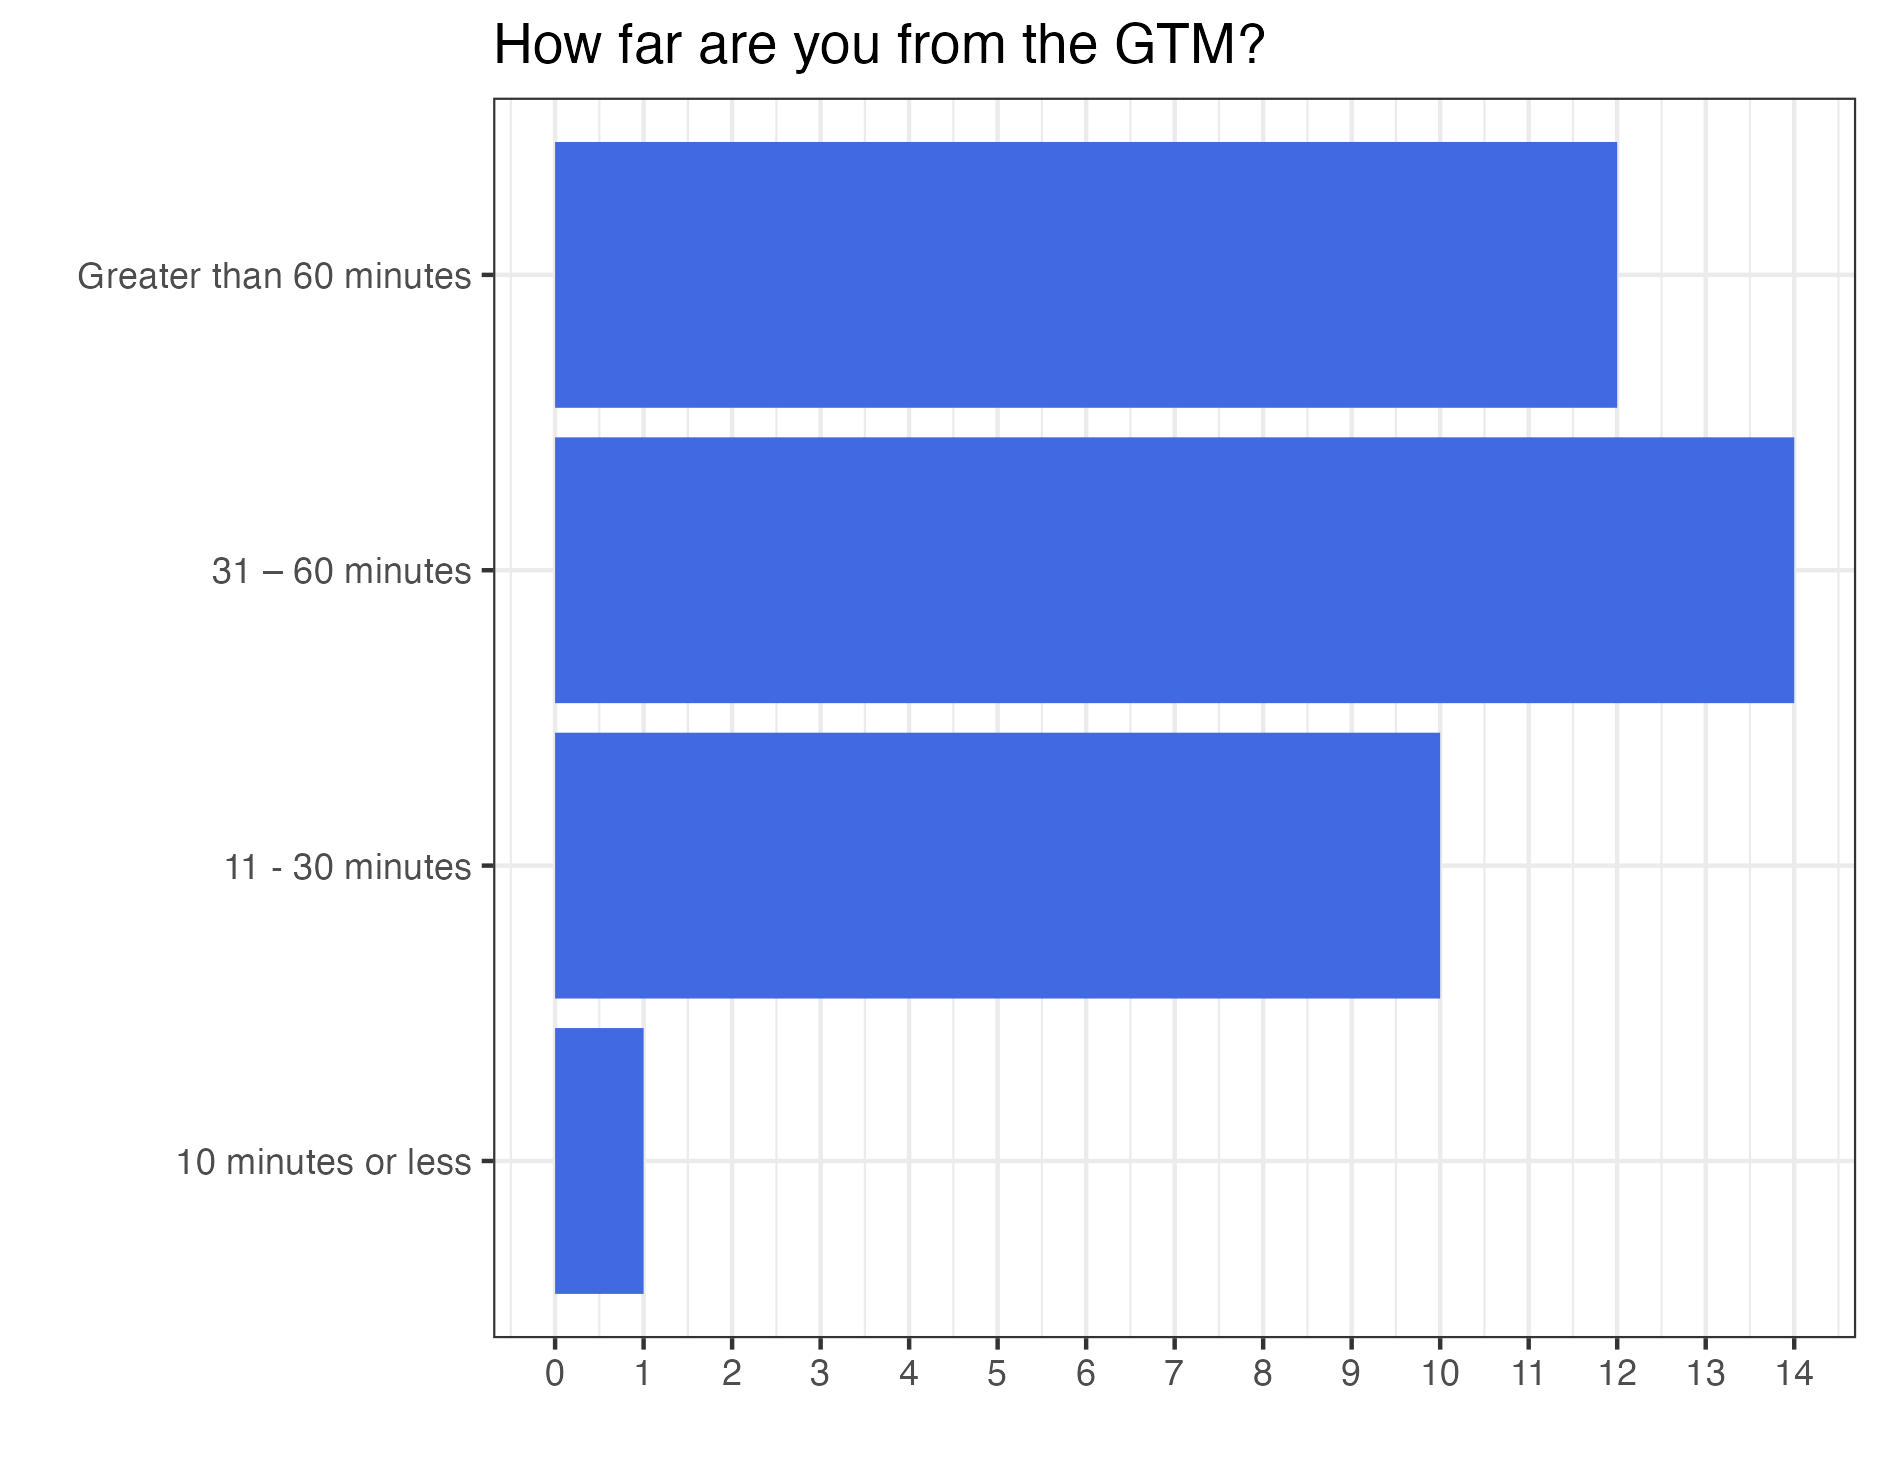 How far are you from the GTM?
Greater than 60 minutes
31 – 60 minutes
11 - 30 minutes
10 minutes or less
0 1 2 3 4 5 6 7 8 9 10 11 12 13 14